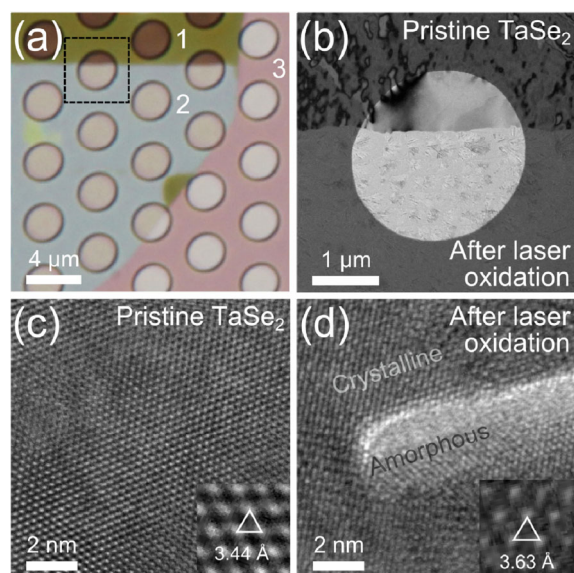 (a)
1
2
3
4 μm
(b)
Pristine TaSe₂
After laser
oxidation
1 μm
(c)
Pristine TaSe₂
2 nm
3.44 Å
(d)
After laser
oxidation
Crystalline
Amorphous
2 nm
3.63 Å